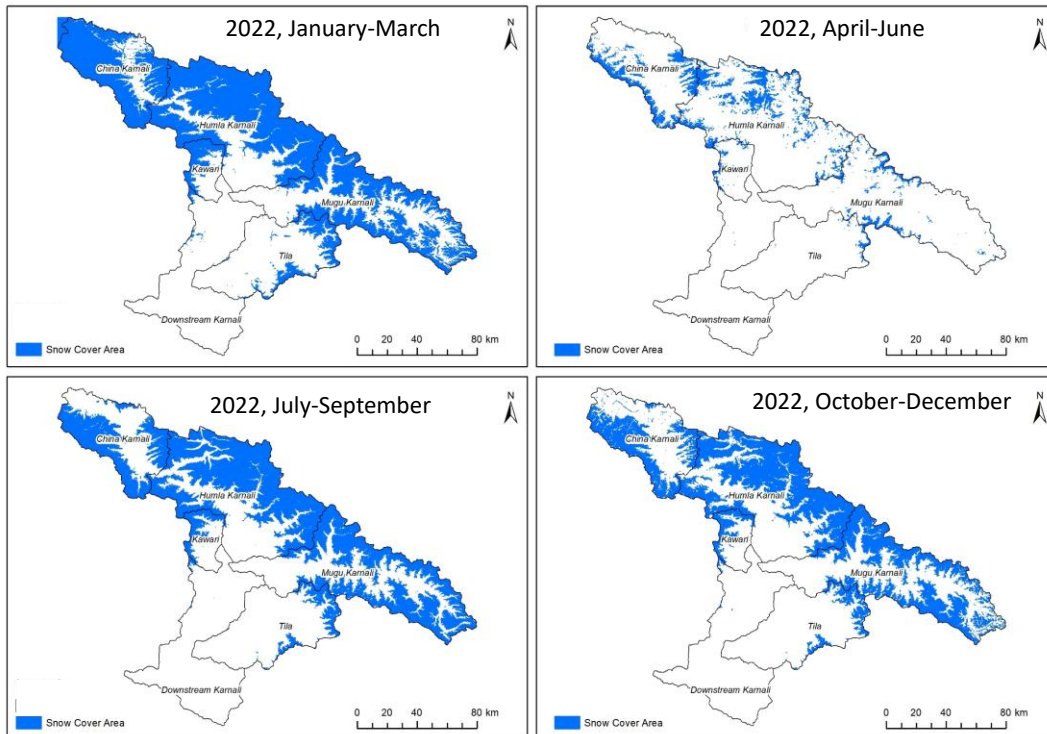 2022, January-March
N
China Karnali
Humla Karnali
Kawari
Mugu Karnali
Tila
Downstream Karnali
Snow Cover Area
0 20 40 80 km
2022, April-June
N
China Karnali
Humla Karnali
Kawari
Mugu Karnali
Tila
Downstream Karnali
Snow Cover Area
0 20 40 80 km
2022, July-September
N
China Karnali
Humla Karnali
Kawari
Mugu Karnali
Tila
Downstream Karnali
Snow Cover Area
0 20 40 80 km
2022, October-December
N
China Karnali
Humla Karnali
Kawari
Mugu Karnali
Tila
Downstream Karnali
Snow Cover Area
0 20 40 80 km